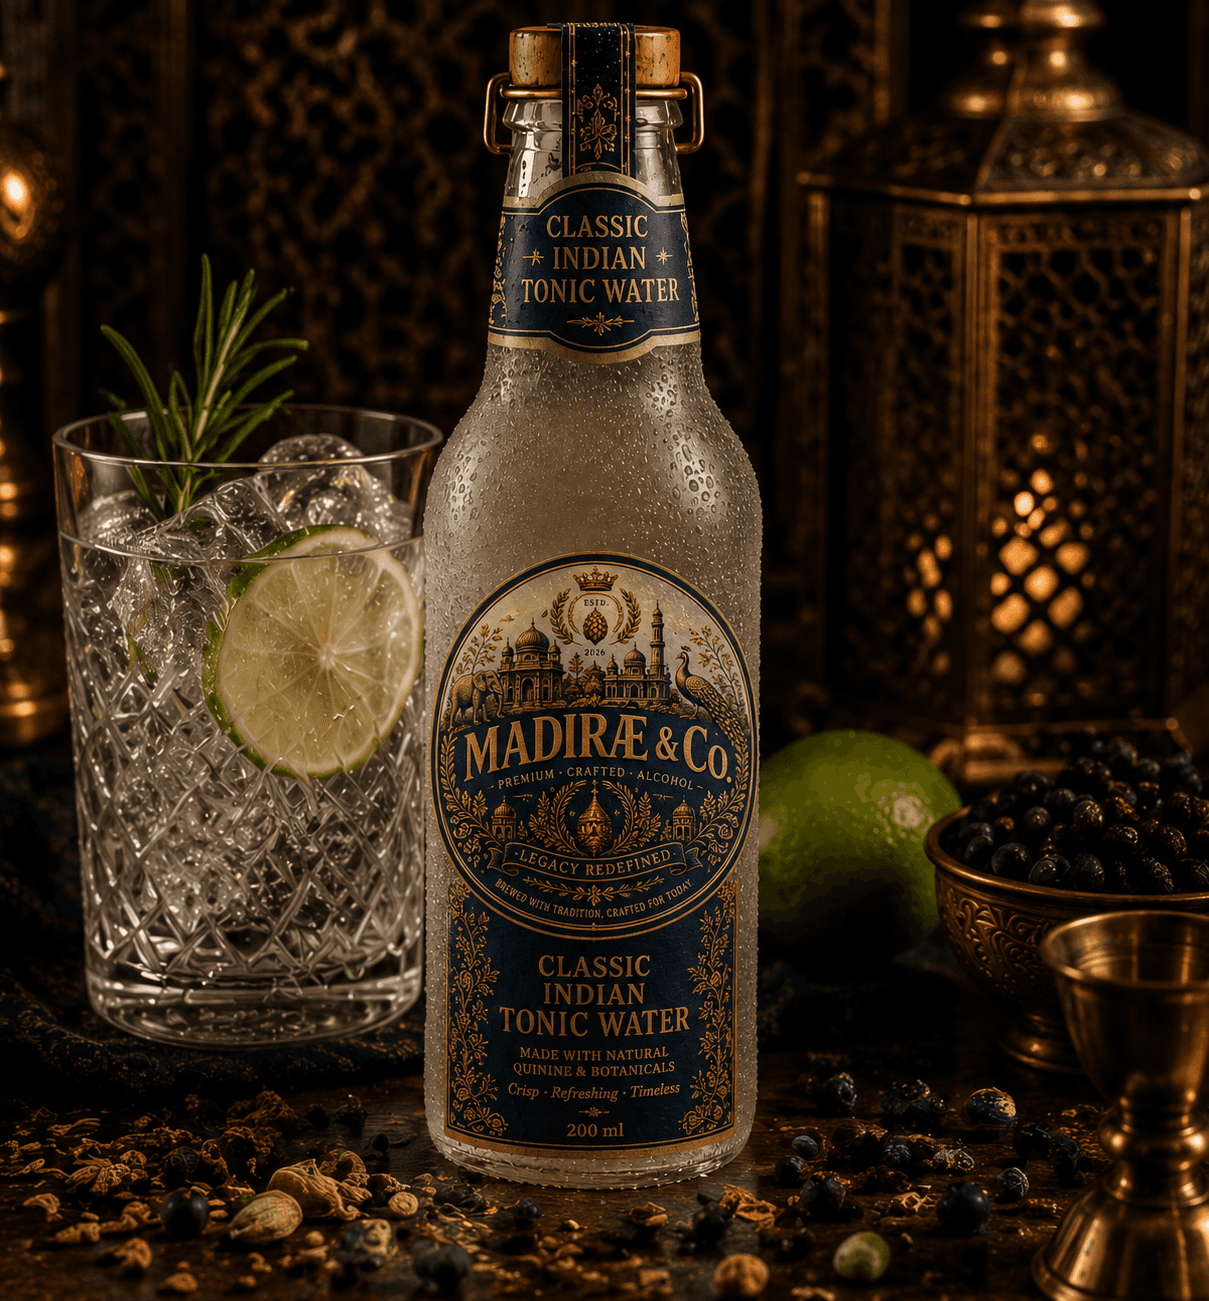 CLASSIC
INDIAN
TONIC WATER
ESTD.
2026
MADIRÆ & CO.
PREMIUM · CRAFTED · ALCOHOL
LEGACY REDEFINED
BREWED WITH TRADITION, CRAFTED FOR TODAY.
CLASSIC
INDIAN
TONIC WATER
MADE WITH NATURAL
QUININE & BOTANICALS
Crisp · Refreshing · Timeless
200 ml